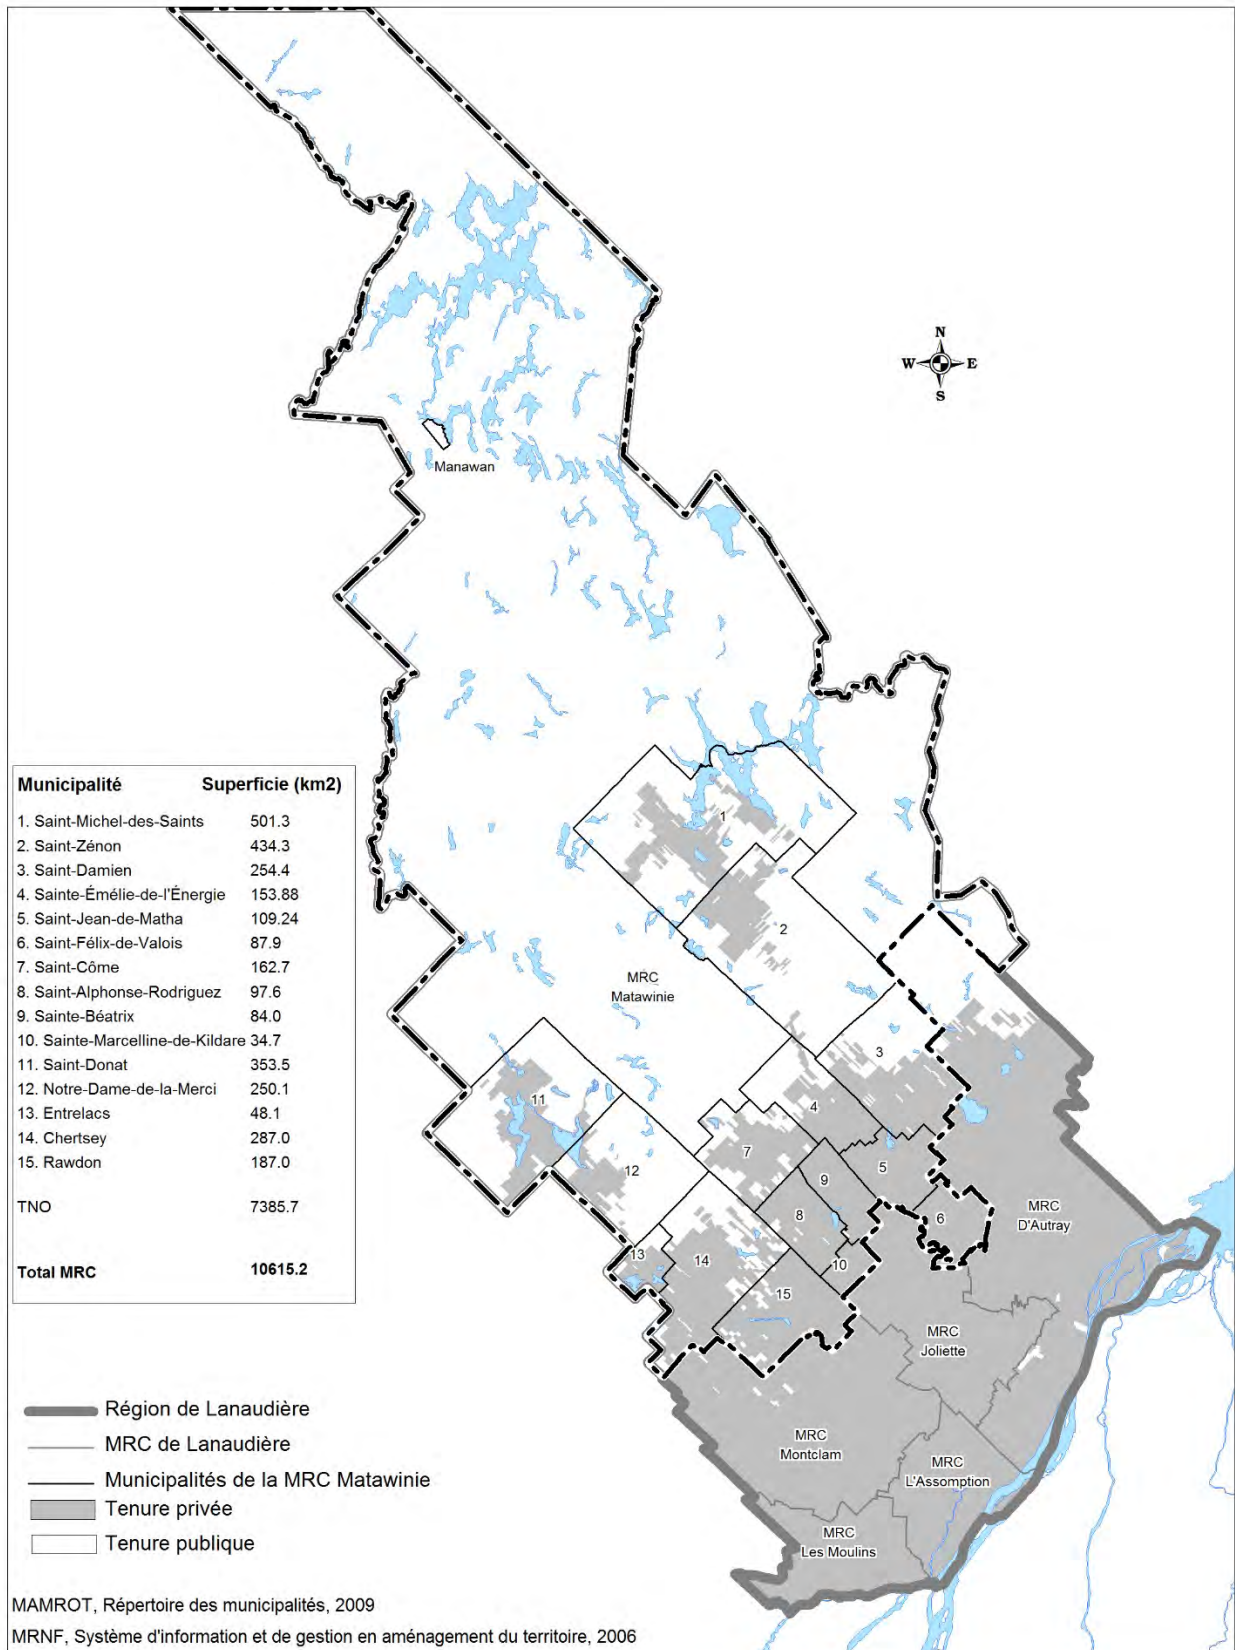 N
W E
S
Manawan
1
2
MRC
Matawinie
3
11
4
7
12
9
5
8
6
MRC
D'Autray
13
14
10
15
MRC
Joliette
MRC
Montclam
MRC
L'Assomption
MRC
Les Moulins
Municipalité Superficie (km2)
1. Saint-Michel-des-Saints 501.3
2. Saint-Zénon 434.3
3. Saint-Damien 254.4
4. Sainte-Émélie-de-l'Énergie 153.88
5. Saint-Jean-de-Matha 109.24
6. Saint-Félix-de-Valois 87.9
7. Saint-Côme 162.7
8. Saint-Alphonse-Rodriguez 97.6
9. Sainte-Béatrix 84.0
10. Sainte-Marcelline-de-Kildare 34.7
11. Saint-Donat 353.5
12. Notre-Dame-de-la-Merci 250.1
13. Entrelacs 48.1
14. Chertsey 287.0
15. Rawdon 187.0
TNO 7385.7
Total MRC 10615.2
Région de Lanaudière
MRC de Lanaudière
Municipalités de la MRC Matawinie
Tenure privée
Tenure publique
MAMROT, Répertoire des municipalités, 2009
MRNF, Système d'information et de gestion en aménagement du territoire, 2006